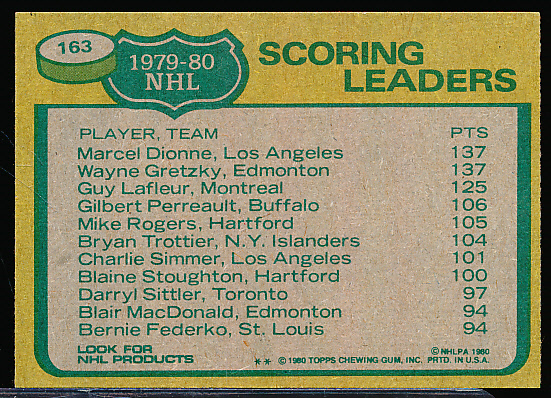 163
1979-80
NHL
SCORING
LEADERS
PLAYER, TEAM PTS
Marcel Dionne, Los Angeles 137
Wayne Gretzky, Edmonton 137
Guy Lafleur, Montreal 125
Gilbert Perreault, Buffalo 106
Mike Rogers, Hartford 105
Bryan Trottier, N.Y. Islanders 104
Charlie Simmer, Los Angeles 101
Blaine Stoughton, Hartford 100
Darryl Sittler, Toronto 97
Blair MacDonald, Edmonton 94
Bernie Federko, St. Louis 94
LOOK FOR © NHLPA 1980
NHL PRODUCTS ** © 1980 TOPPS CHEWING GUM, INC. PRTD. IN U.S.A.